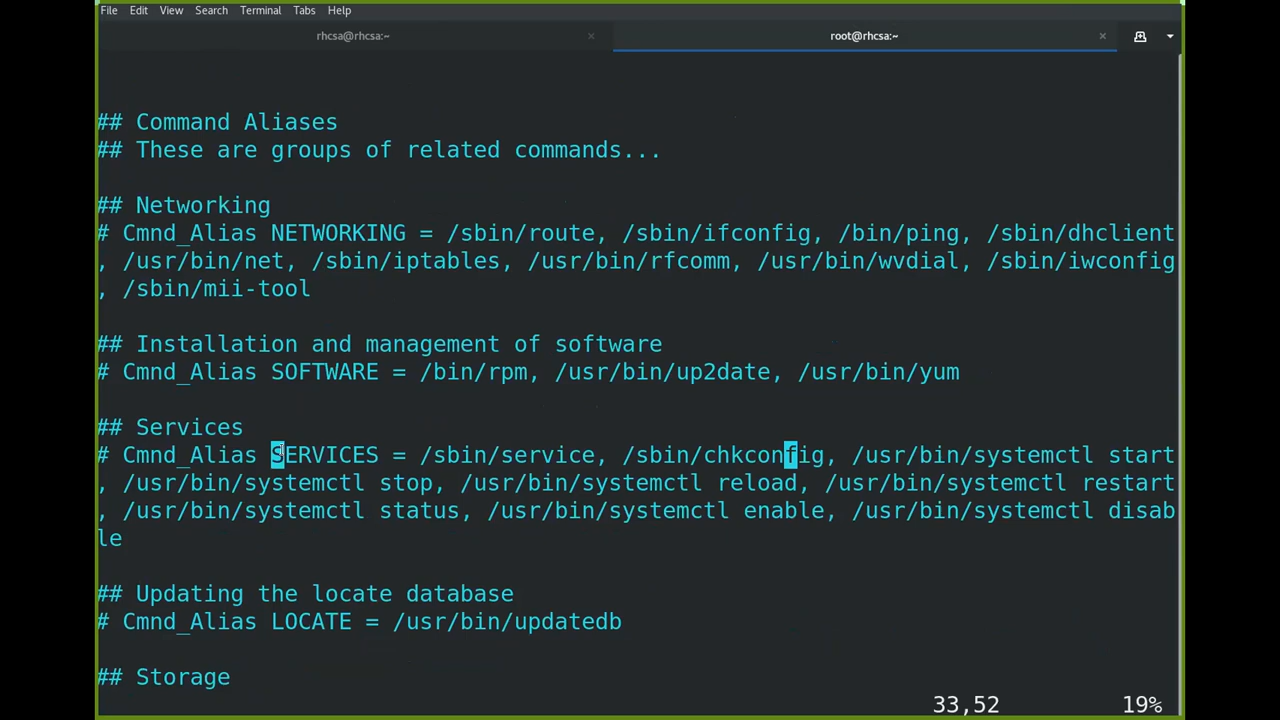 File Edit View Search Terminal Tabs Help
rhcsa@rhcsa:~ × root@rhcsa:~ ×
## Command Aliases
## These are groups of related commands...
## Networking
# Cmnd_Alias NETWORKING = /sbin/route, /sbin/ifconfig, /bin/ping, /sbin/dhclient
, /usr/bin/net, /sbin/iptables, /usr/bin/rfcomm, /usr/bin/wvdial, /sbin/iwconfig
, /sbin/mii-tool
## Installation and management of software
# Cmnd_Alias SOFTWARE = /bin/rpm, /usr/bin/up2date, /usr/bin/yum
## Services
# Cmnd_Alias SERVICES = /sbin/service, /sbin/chkconfig, /usr/bin/systemctl start
, /usr/bin/systemctl stop, /usr/bin/systemctl reload, /usr/bin/systemctl restart
, /usr/bin/systemctl status, /usr/bin/systemctl enable, /usr/bin/systemctl disab
le
## Updating the locate database
# Cmnd_Alias LOCATE = /usr/bin/updatedb
## Storage
33,52 19%